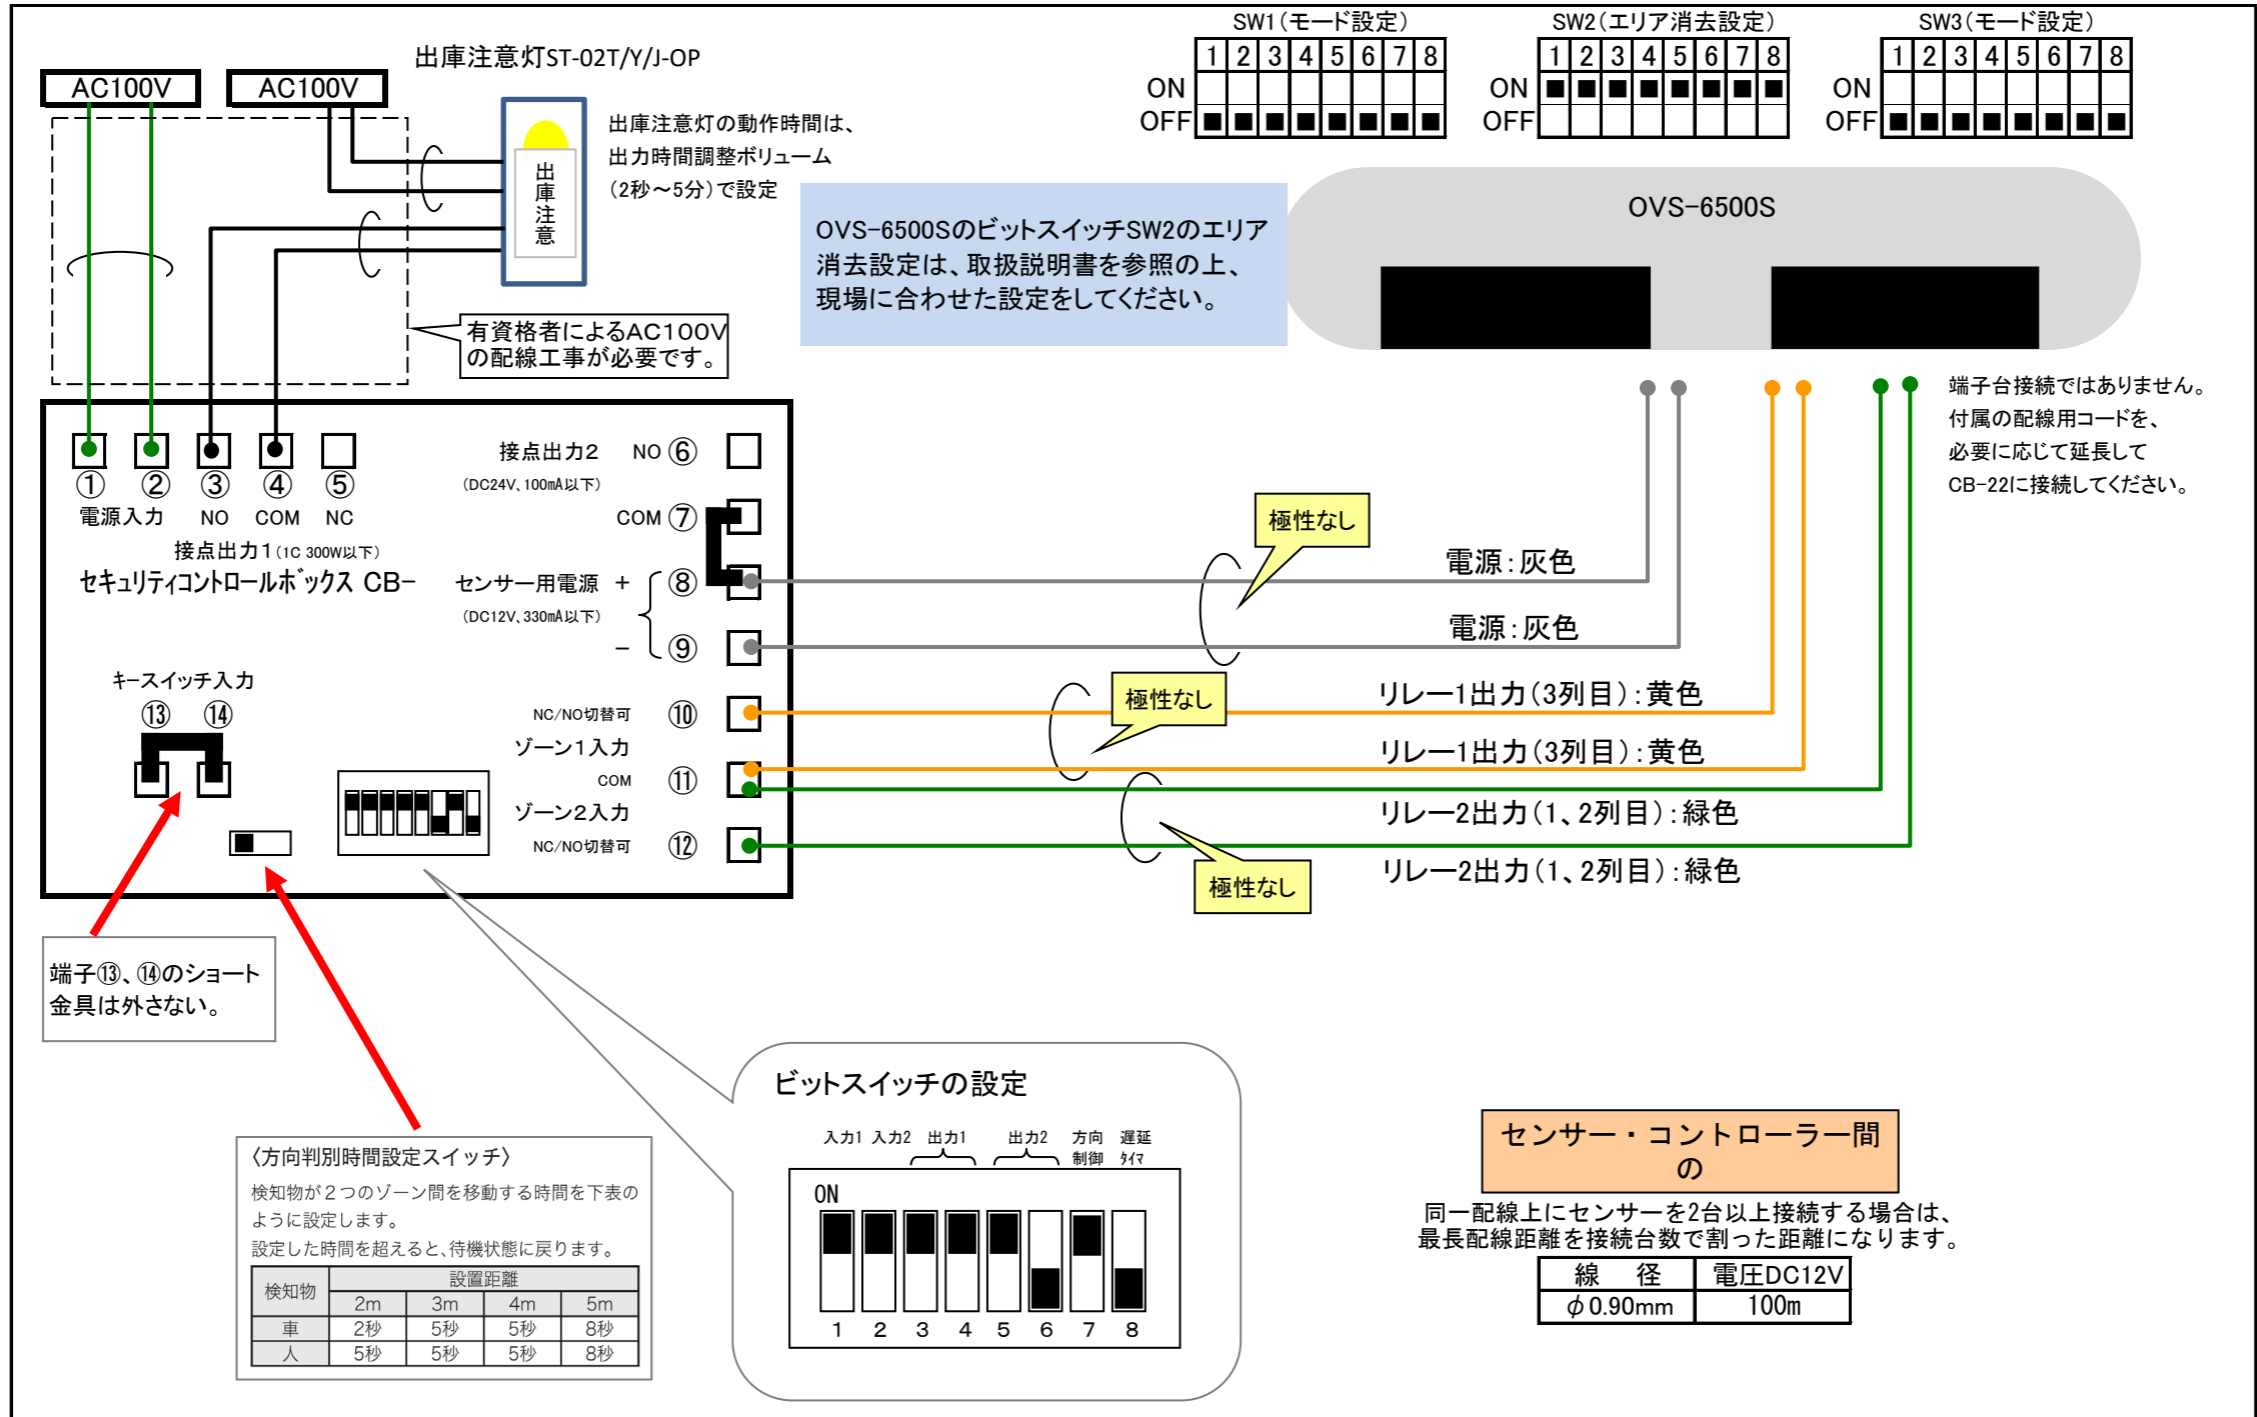 SW1(モード設定)
1 2 3 4 5 6 7 8
ON
OFF
SW2(エリア消去設定)
1 2 3 4 5 6 7 8
ON
OFF
SW3(モード設定)
1 2 3 4 5 6 7 8
ON
OFF
出庫注意灯ST-02T/Y/J-OP
AC100V
AC100V
出庫注意
出庫注意灯の動作時間は、
出力時間調整ボリューム
(2秒～5分)で設定
OVS-6500SのビットスイッチSW2のエリア
消去設定は、取扱説明書を参照の上、
現場に合わせた設定をしてください。
OVS-6500S
有資格者によるAC100V
の配線工事が必要です。
端子台接続ではありません。
付属の配線用コードを、
必要に応じて延長して
CB-22に接続してください。
① ② ③ ④ ⑤
電源入力 NO COM NC
接点出力1(1C 300W以下)
セキュリティコントロールボックス CB-
接点出力2 NO ⑥
(DC24V、100mA以下)
COM ⑦
センサー用電源 + ⑧
(DC12V、330mA以下)
- ⑨
NC/NO切替可 ⑩
ゾーン1入力
COM ⑪
ゾーン2入力
NC/NO切替可 ⑫
キースイッチ入力
⑬ ⑭
極性なし
電源:灰色
電源:灰色
極性なし
リレー1出力(3列目):黄色
リレー1出力(3列目):黄色
リレー2出力(1、2列目):緑色
極性なし
リレー2出力(1、2列目):緑色
端子⑬、⑭のショート
金具は外さない。
〈方向判別時間設定スイッチ〉
検知物が2つのゾーン間を移動する時間を下表の
ように設定します。
設定した時間を超えると、待機状態に戻ります。
検知物 設置距離
2m 3m 4m 5m
車 2秒 5秒 5秒 8秒
人 5秒 5秒 5秒 8秒
ビットスイッチの設定
入力1 入力2 出力1 出力2 方向制御 遅延タイマ
ON
1 2 3 4 5 6 7 8
センサー・コントローラー間
の
同一配線上にセンサーを2台以上接続する場合は、
最長配線距離を接続台数で割った距離になります。
線 径 電圧DC12V
φ0.90mm 100m